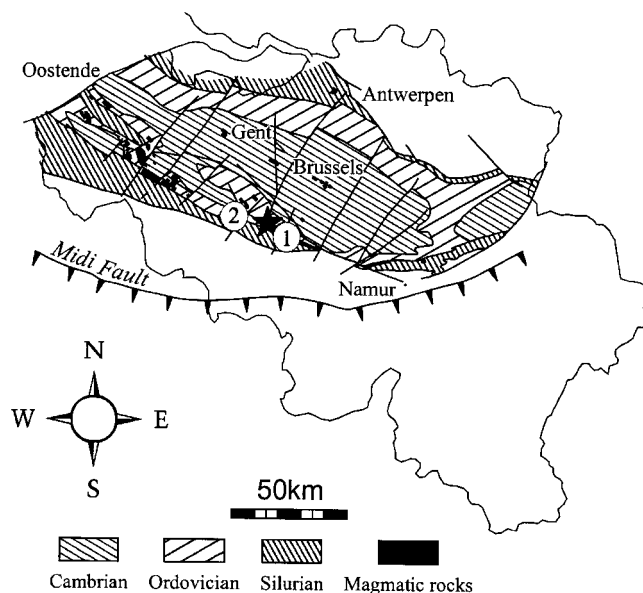 Oostende
Antwerpen
Gent
Brussels
2
1
Midi Fault
Namur
N
W
E
S
50km
Cambrian
Ordovician
Silurian
Magmatic rocks